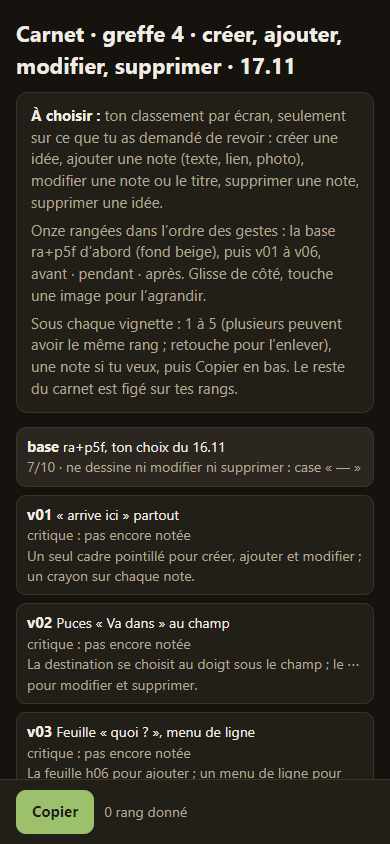 Carnet · greffe 4 · créer, ajouter,
modifier, supprimer · 17.11
À choisir : ton classement par écran, seulement
sur ce que tu as demandé de revoir : créer une
idée, ajouter une note (texte, lien, photo),
modifier une note ou le titre, supprimer une note,
supprimer une idée.
Onze rangées dans l’ordre des gestes : la base
ra+p5f d’abord (fond beige), puis v01 à v06,
avant · pendant · après. Glisse de côté, touche
une image pour l’agrandir.
Sous chaque vignette : 1 à 5 (plusieurs peuvent
avoir le même rang ; retouche pour l’enlever),
une note si tu veux, puis Copier en bas. Le reste
du carnet est figé sur tes rangs.
base ra+p5f, ton choix du 16.11
7/10 · ne dessine ni modifier ni supprimer : case « — »
v01 « arrive ici » partout
critique : pas encore notée
Un seul cadre pointillé pour créer, ajouter et modifier ;
un crayon sur chaque note.
v02 Puces « Va dans » au champ
critique : pas encore notée
La destination se choisit au doigt sous le champ ; le ···
pour modifier et supprimer.
v03 Feuille « quoi ? », menu de ligne
critique : pas encore notée
La feuille h06 pour ajouter ; un menu de ligne pour
Copier 0 rang donné